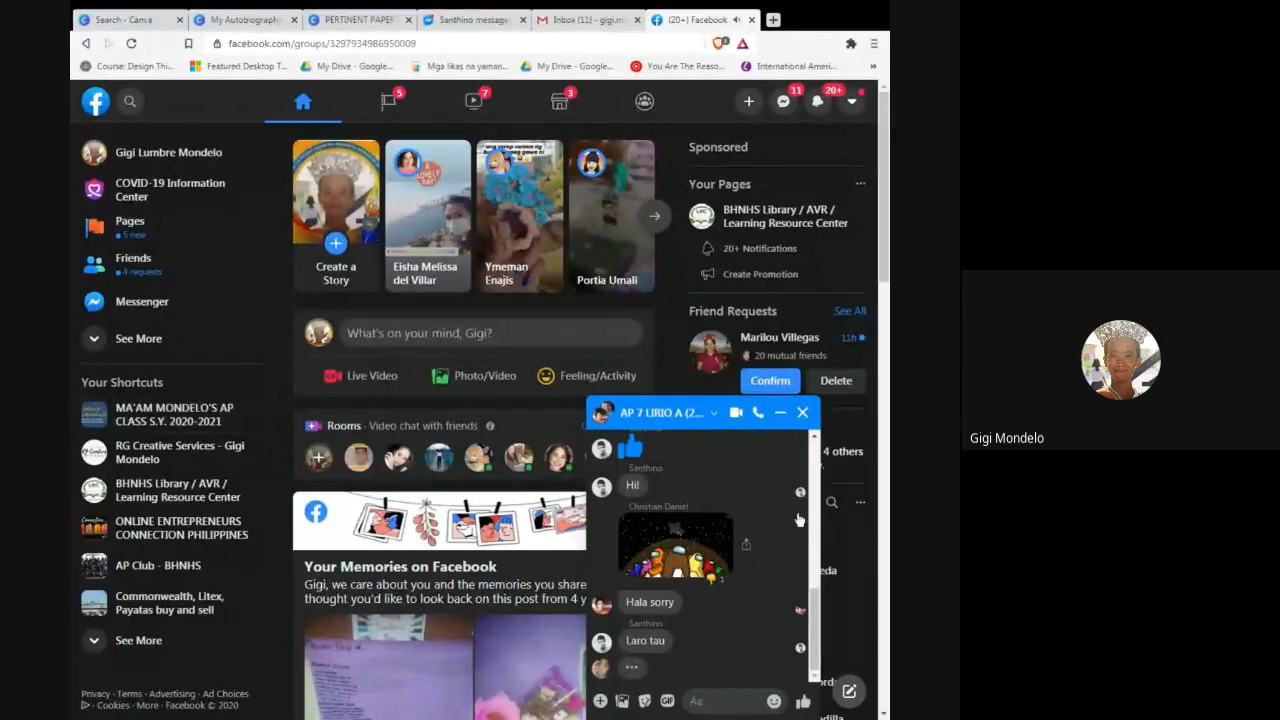 Search - Canva
My Autobiography
PERTINENT PAPER
Santhino message
Inbox (11) - gigi.m
(20+) Facebook
facebook.com/groups/3297934986950009
Course: Design Thi...
Featured Desktop T...
My Drive - Google...
Mga likas na yaman...
My Drive - Google...
You Are The Reaso...
International Ameri...
»
5
7
3
11
20+
Gigi Lumbre Mondelo
COVID-19 Information
Center
Pages
5 new
Friends
4 requests
Messenger
See More
Your Shortcuts
MA'AM MONDELO'S AP
CLASS S.Y. 2020-2021
RG Creative Services - Gigi
Mondelo
BHNHS Library / AVR /
Learning Resource Center
ONLINE ENTREPRENEURS
CONNECTION PHILIPPINES
AP Club - BHNHS
Commonwealth, Litex,
Payatas buy and sell
See More
Privacy · Terms · Advertising · Ad Choices
· Cookies · More · Facebook © 2020
Create a
Story
A
LOVELY
DAY!
Eisha Melissa
del Villar
Ymeman
Enajis
Portia Umali
What's on your mind, Gigi?
Live Video
Photo/Video
Feeling/Activity
Rooms · Video chat with friends
Your Memories on Facebook
Gigi, we care about you and the memories you share
thought you'd like to look back on this post from 4 y
Sponsored
Your Pages
BHNHS Library / AVR /
Learning Resource Center
20+ Notifications
Create Promotion
Friend Requests
See All
Marilou Villegas
11h
20 mutual friends
Confirm
Delete
4 others
AP 7 LIRIO A (2...
Santhino
Hi!
Christian Daniel
1
Hala sorry
Santhino
Laro tau
Aa
GIF
Gigi Mondelo